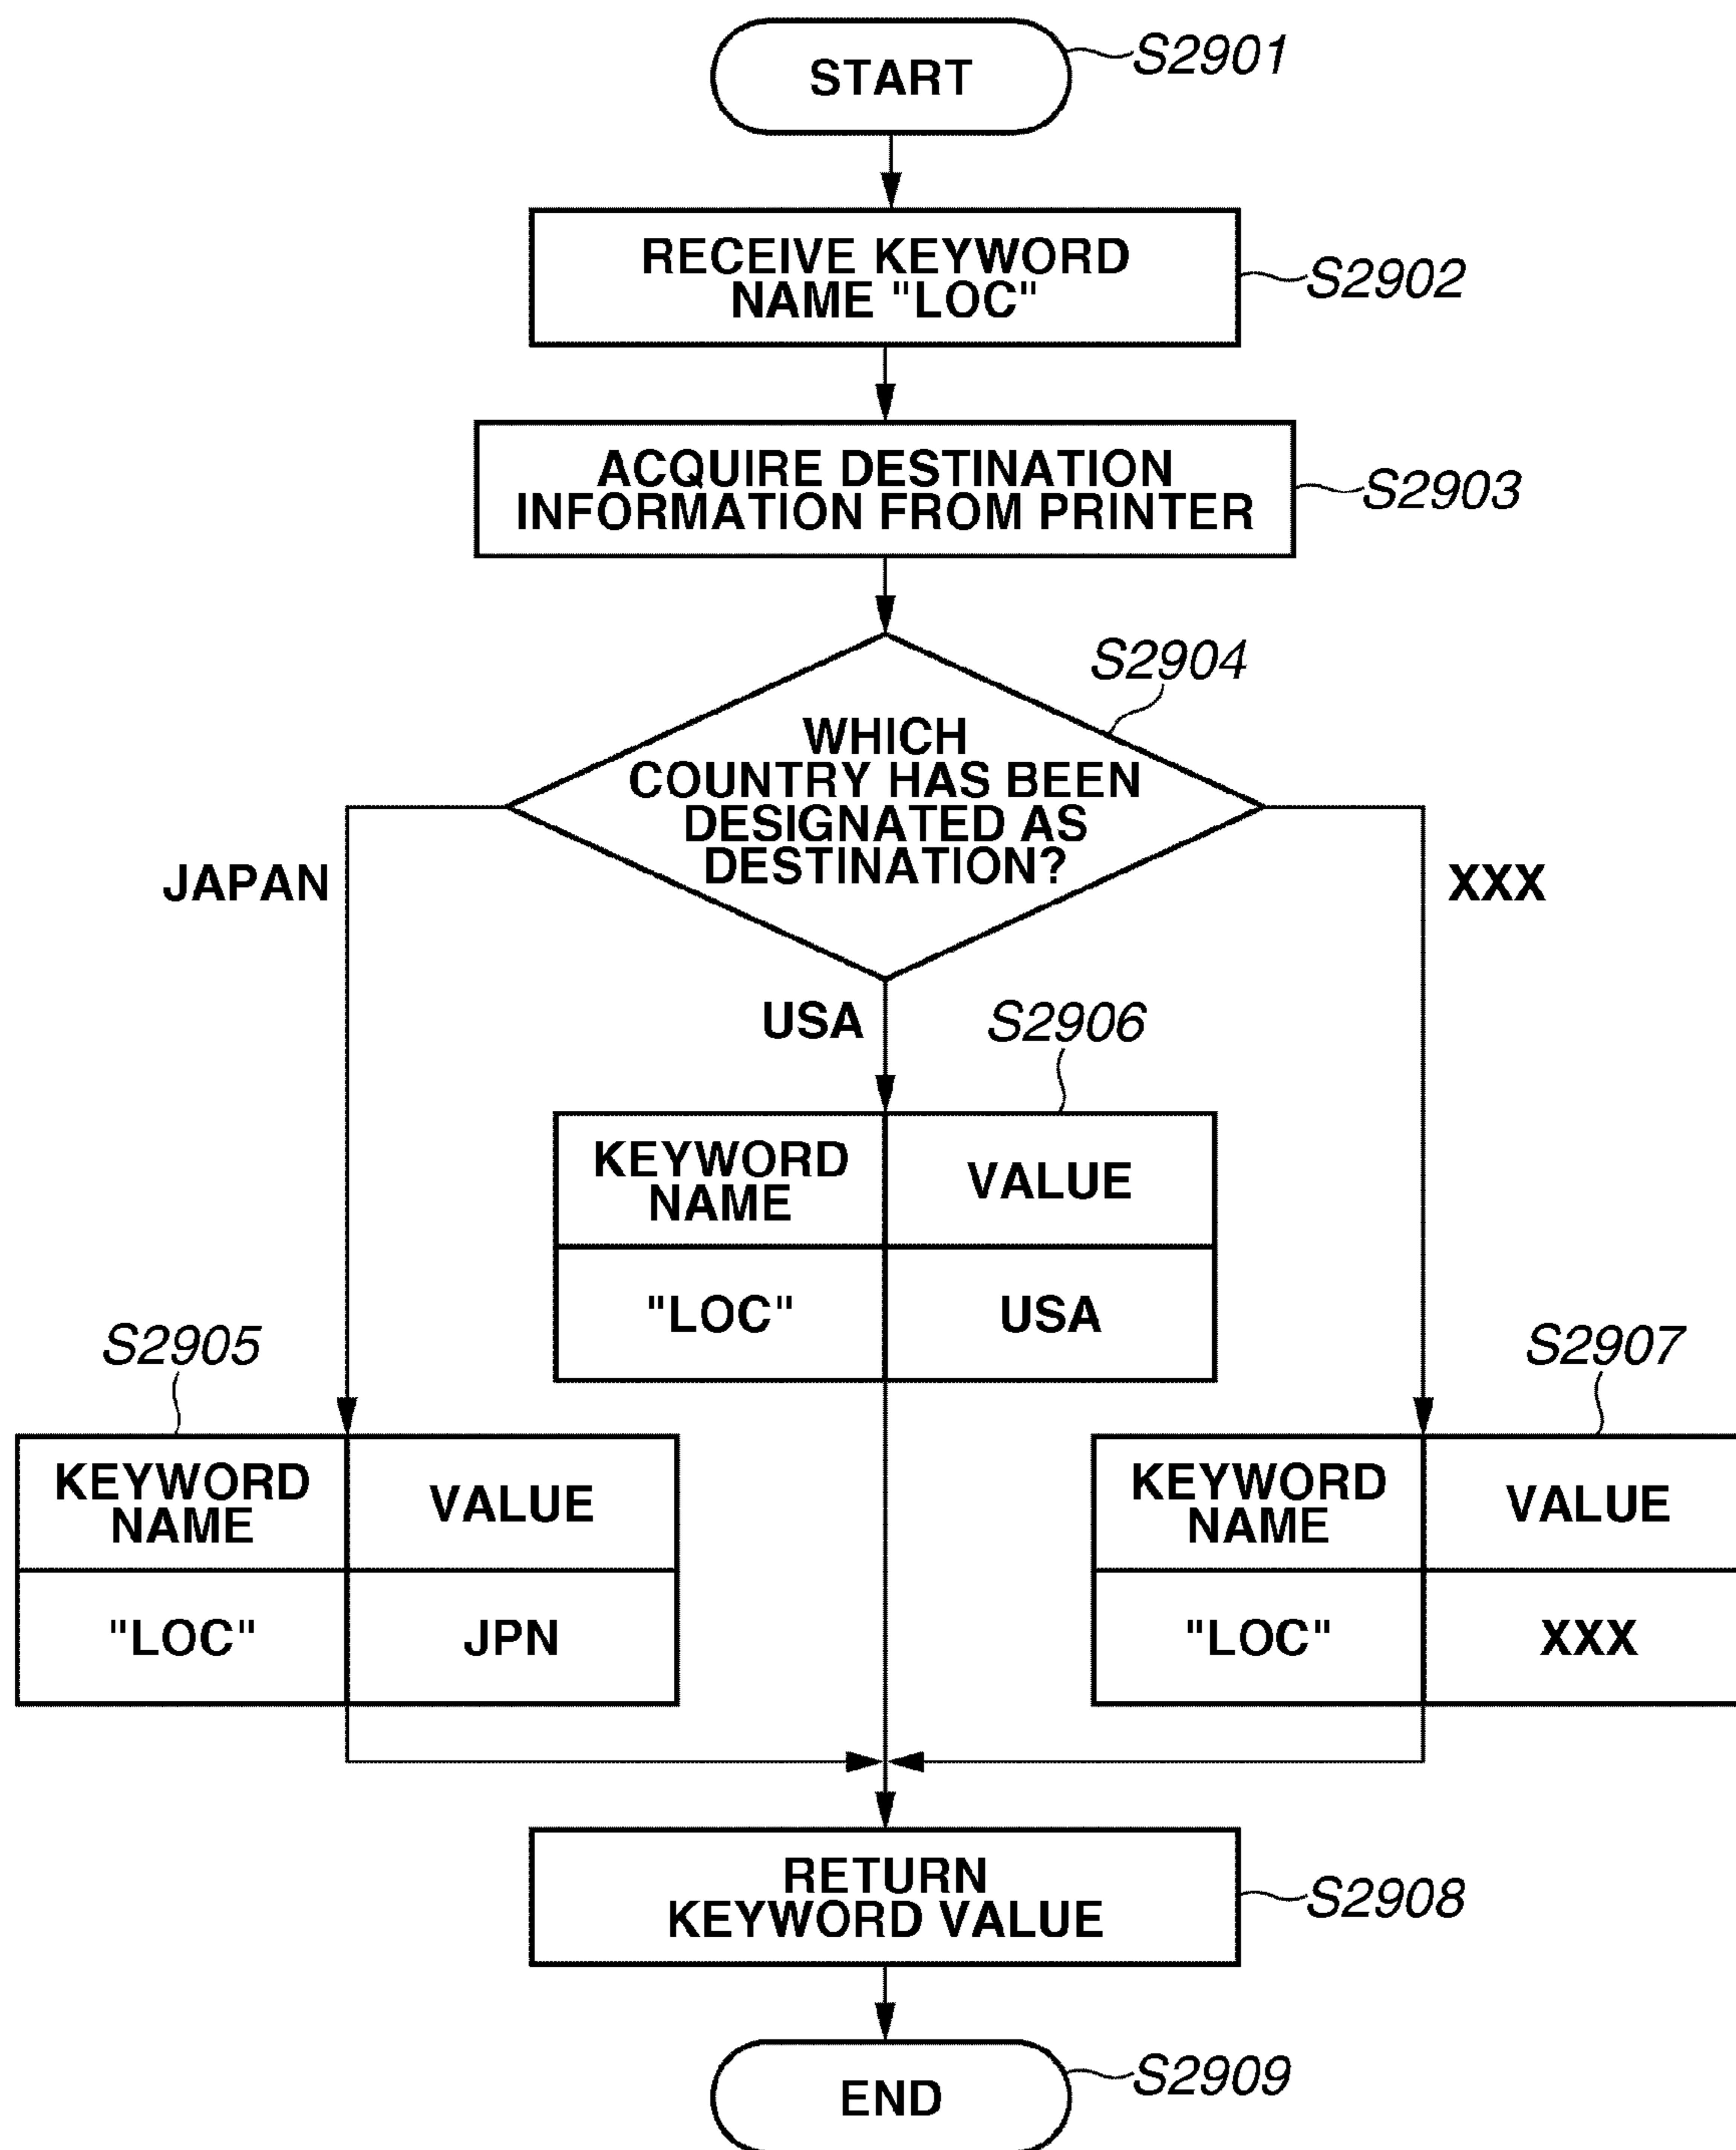 START
S2901
RECEIVE KEYWORD
NAME "LOC"
S2902
ACQUIRE DESTINATION
INFORMATION FROM PRINTER
S2903
S2904
WHICH
COUNTRY HAS BEEN
DESIGNATED AS
DESTINATION?
JAPAN
XXX
USA
S2906
KEYWORD
NAME
VALUE
"LOC"
USA
S2905
KEYWORD
NAME
VALUE
"LOC"
JPN
S2907
KEYWORD
NAME
VALUE
"LOC"
XXX
RETURN
KEYWORD VALUE
S2908
END
S2909